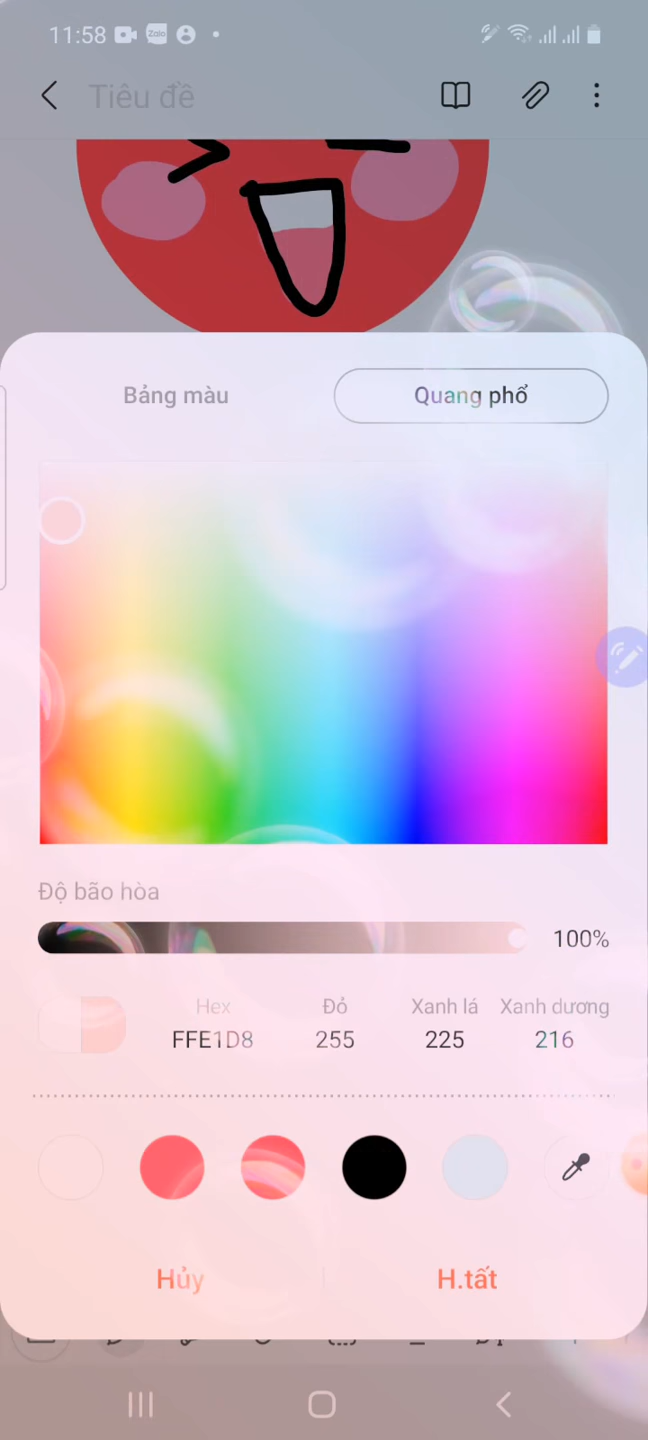 11:58 Zalo
Tiêu đề
Bảng màu Quang phổ
Độ bão hòa
100%
Hex Đỏ Xanh lá Xanh dương
FFE1D8 255 225 216
Hủy H.tất